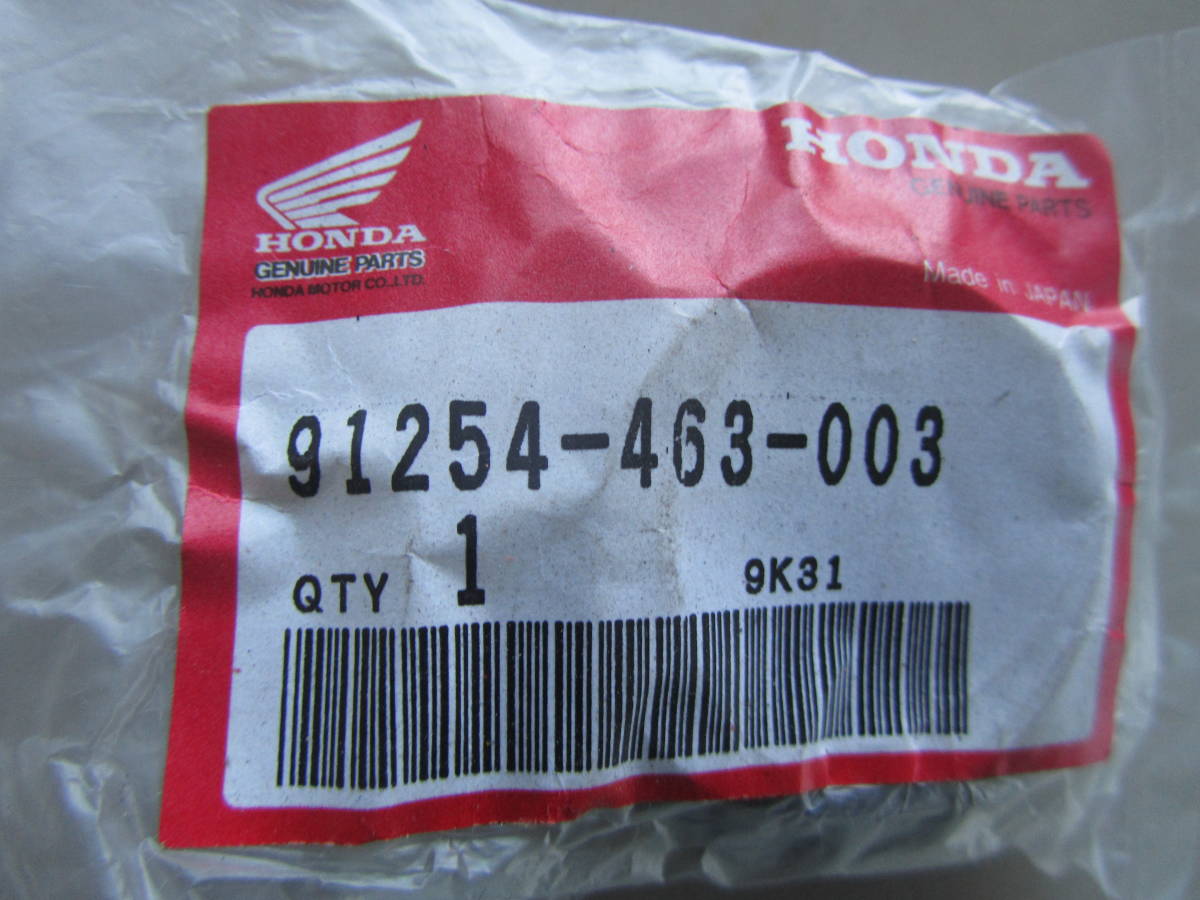 HONDA
GENUINE PARTS
HONDA MOTOR CO.,LTD.
HONDA
GENUINE PARTS
Made in JAPAN
91254-463-003
QTY 1 9K31